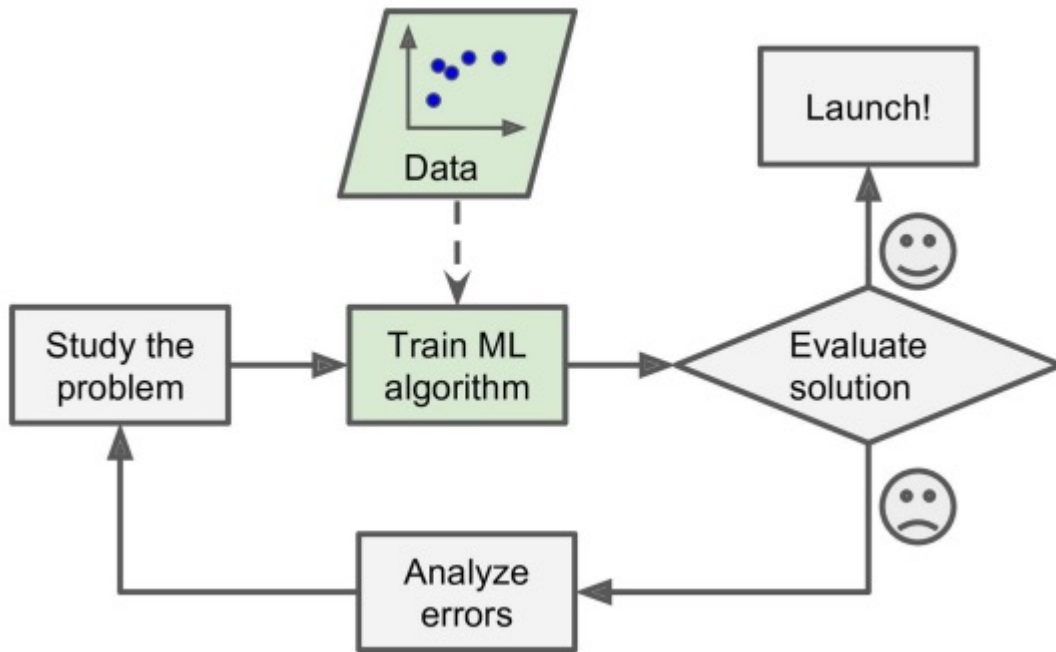 Data
Launch!
Study the
problem
Train ML
algorithm
Evaluate
solution
Analyze
errors